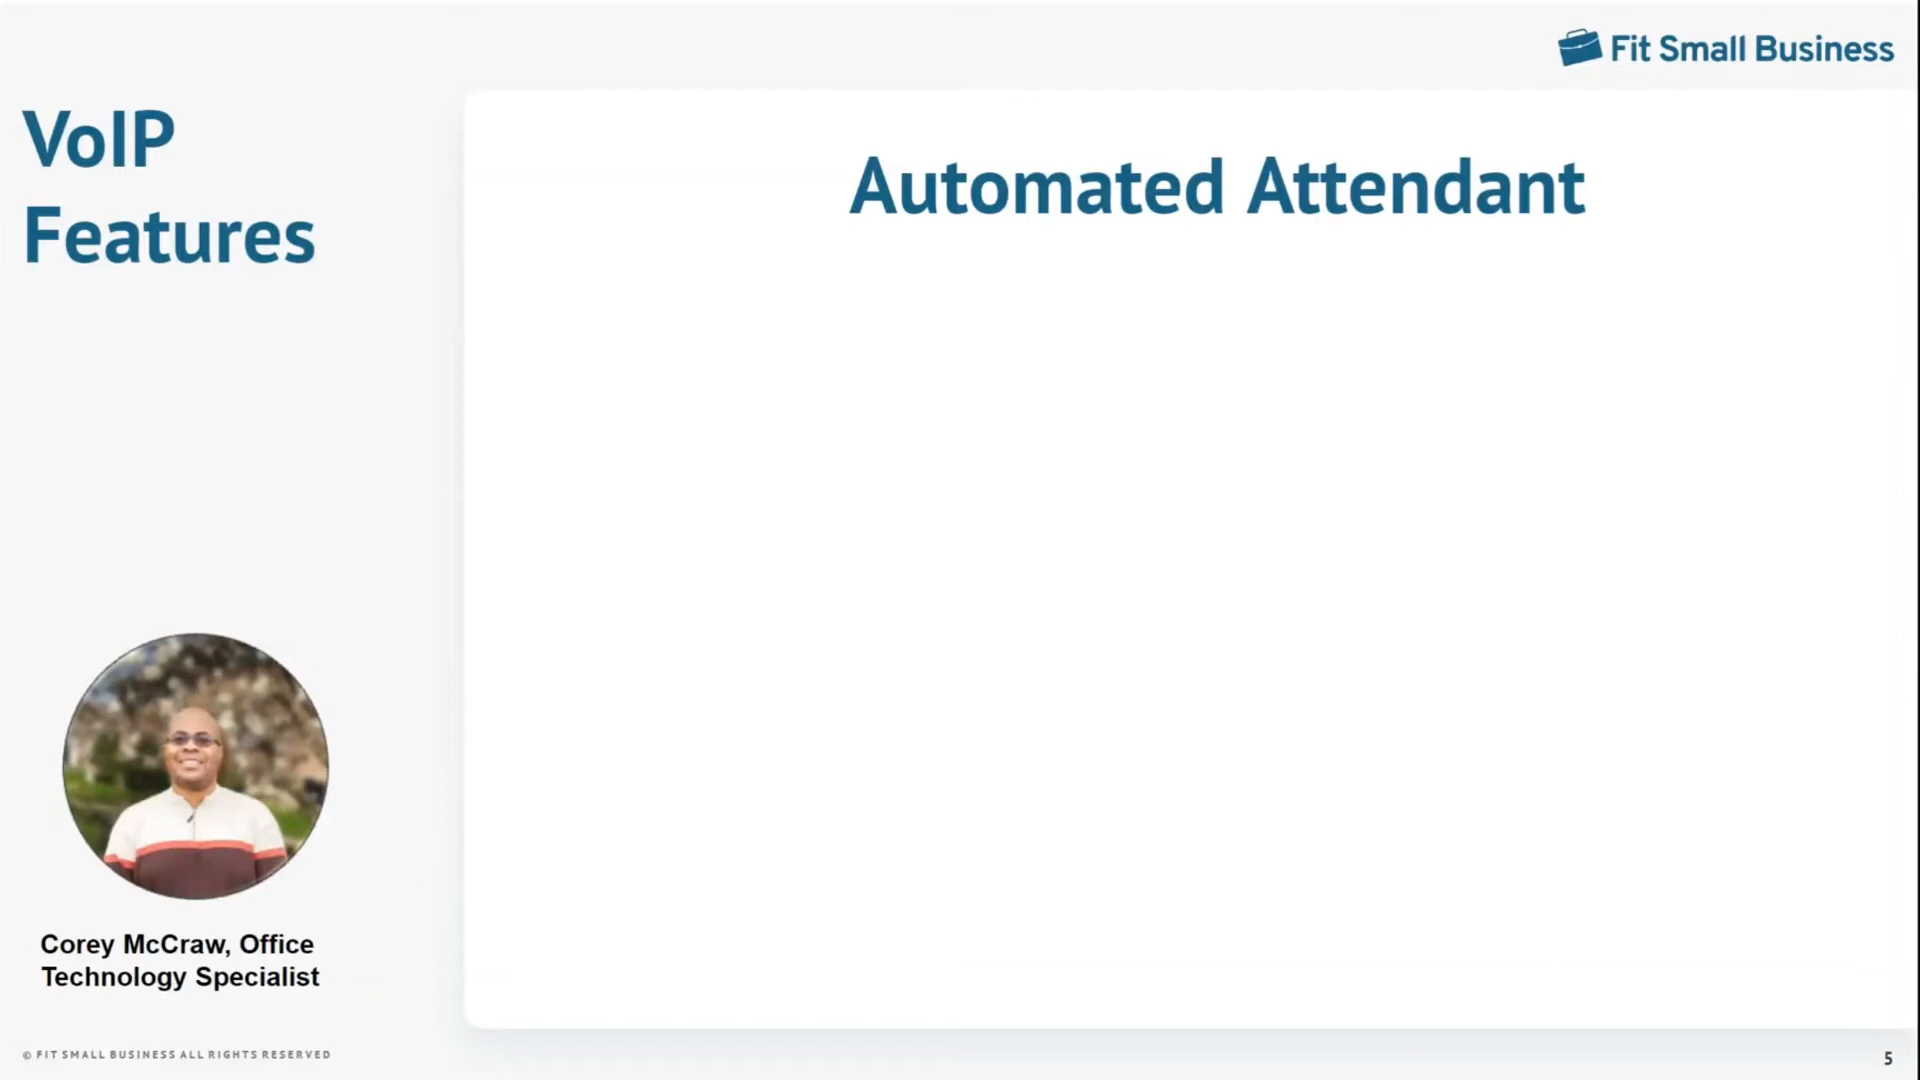 Fit Small Business
VoIP
Features
Automated Attendant
Corey McCraw, Office
Technology Specialist
© FIT SMALL BUSINESS ALL RIGHTS RESERVED
5